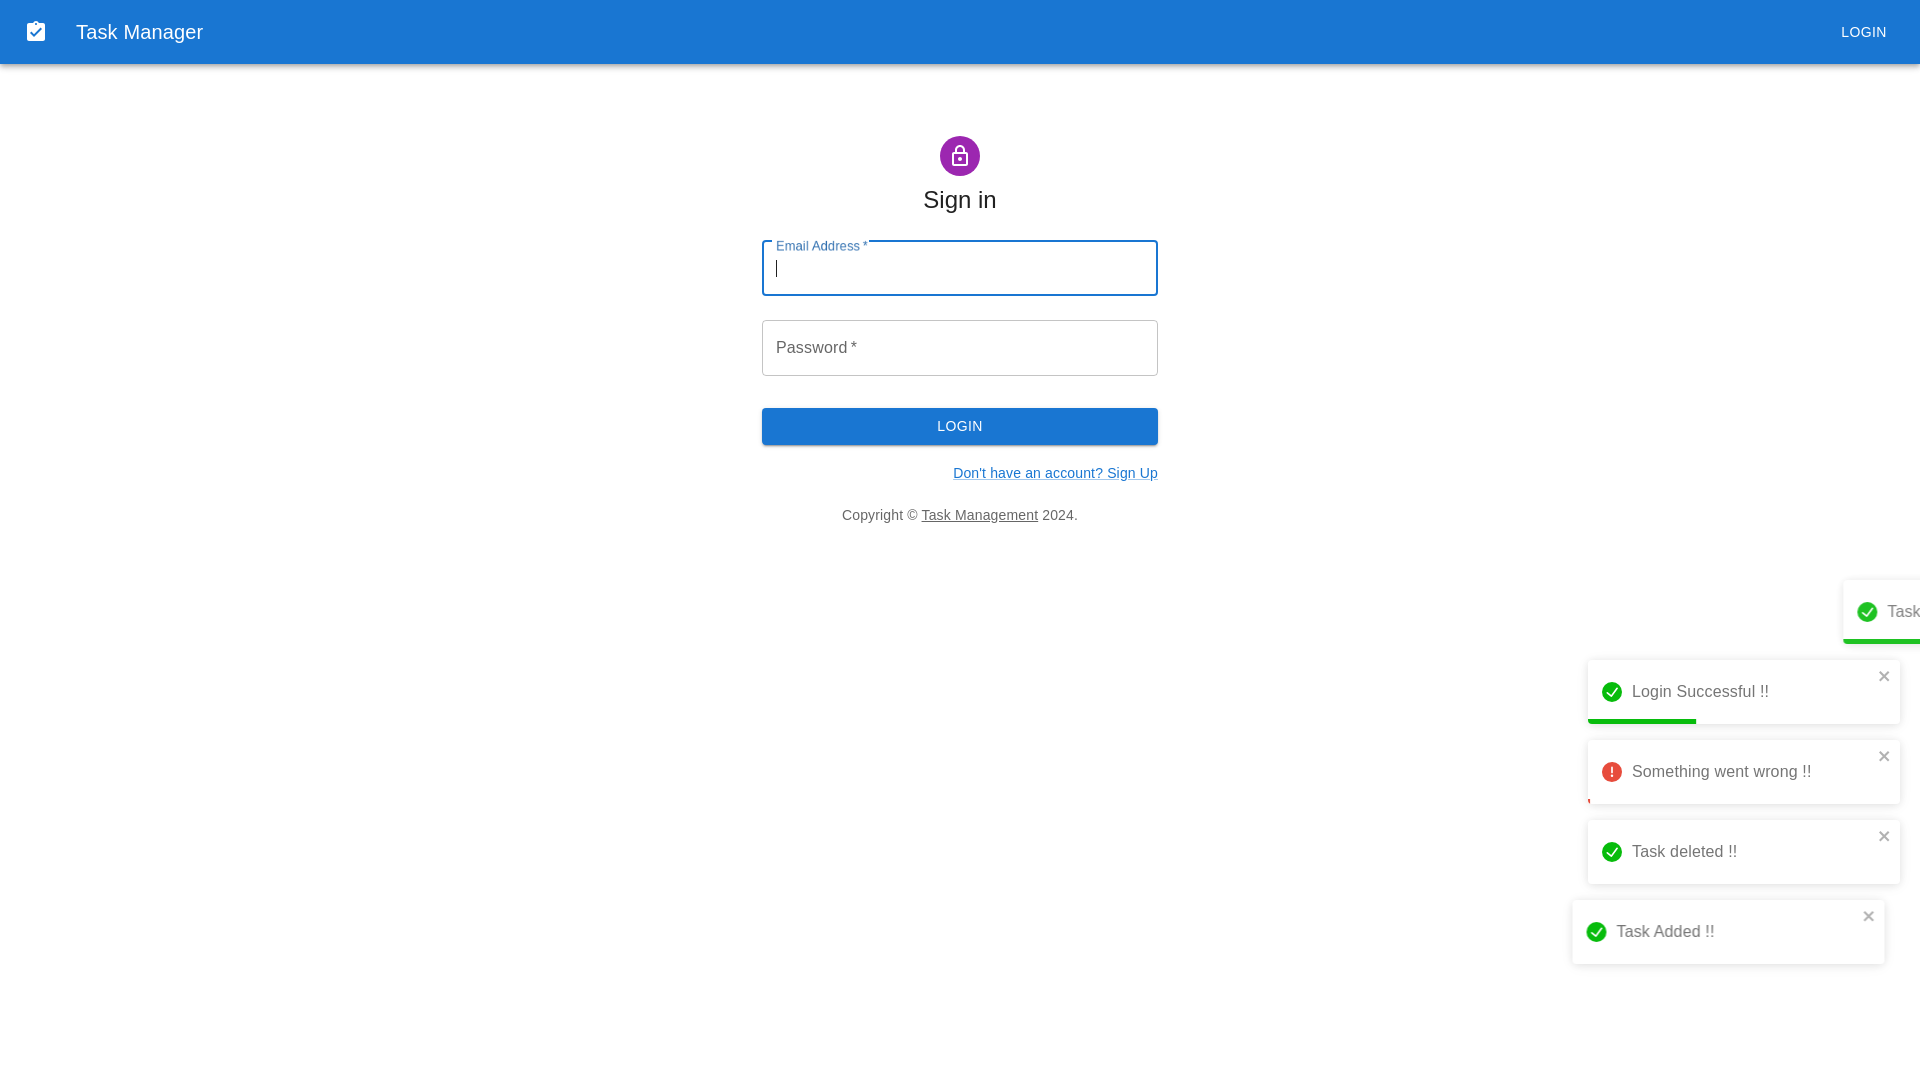 Task Manager
LOGIN
Sign in
Email Address *
Password *
LOGIN
Don't have an account? Sign Up
Copyright © Task Management 2024.
Task
Login Successful !!
Something went wrong !!
Task deleted !!
Task Added !!